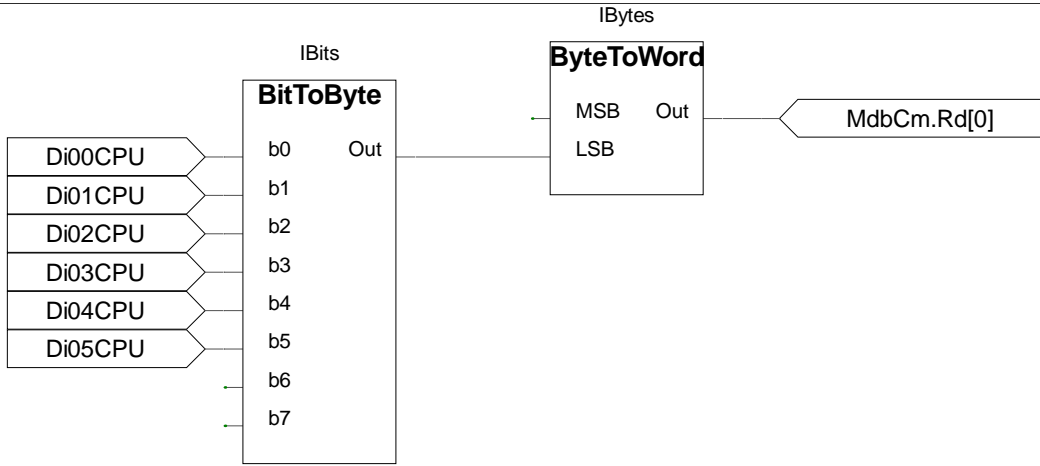 IBytes
ByteToWord
IBits
BitToByte
MSB Out
MdbCm.Rd[0]
Di00CPU
b0 Out
LSB
Di01CPU
b1
Di02CPU
b2
Di03CPU
b3
Di04CPU
b4
Di05CPU
b5
b6
b7